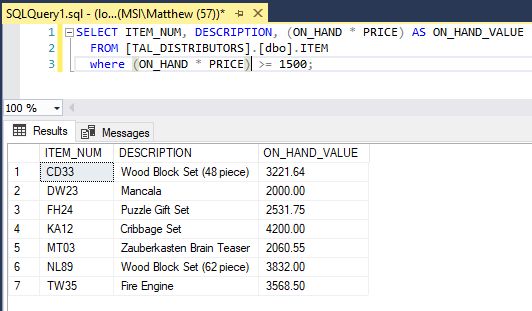 SQLQuery1.sql - (lo...(MSI\Matthew (57))*
1 SELECT ITEM_NUM, DESCRIPTION, (ON_HAND * PRICE) AS ON_HAND_VALUE
2 FROM [TAL_DISTRIBUTORS].[dbo].ITEM
3 where (ON_HAND * PRICE) >= 1500;
100 %
Results Messages
ITEM_NUM DESCRIPTION ON_HAND_VALUE
1 CD33 Wood Block Set (48 piece) 3221.64
2 DW23 Mancala 2000.00
3 FH24 Puzzle Gift Set 2531.75
4 KA12 Cribbage Set 4200.00
5 MT03 Zauberkasten Brain Teaser 2060.55
6 NL89 Wood Block Set (62 piece) 3832.00
7 TW35 Fire Engine 3568.50